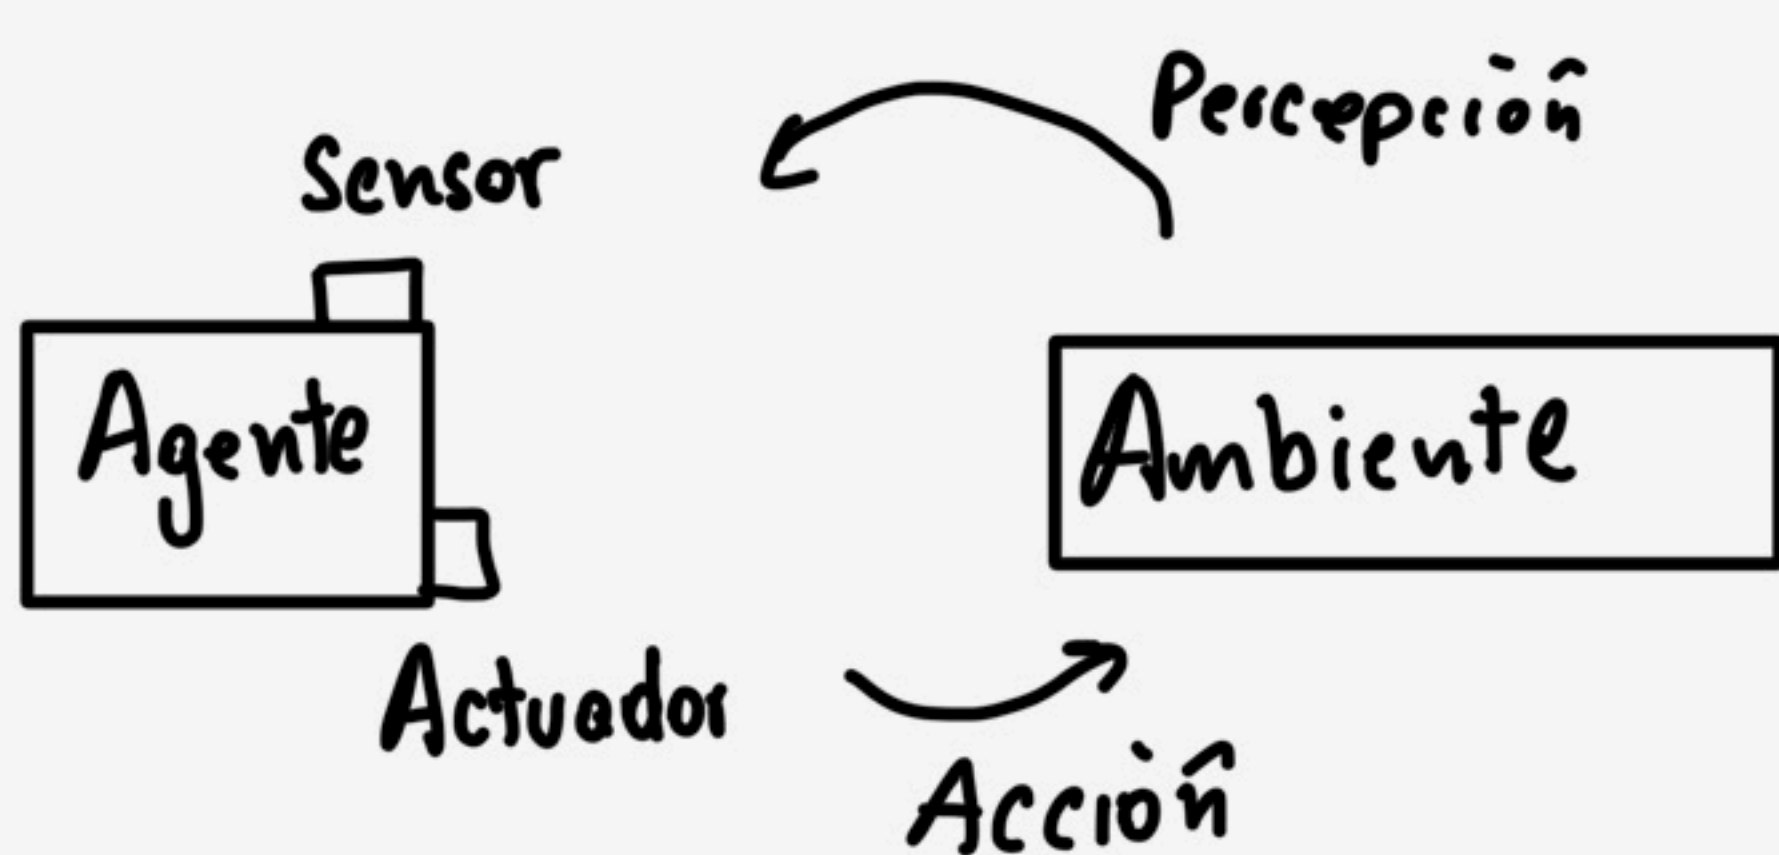 Percepción
Sensor
Agente
Ambiente
Actuador
Acción